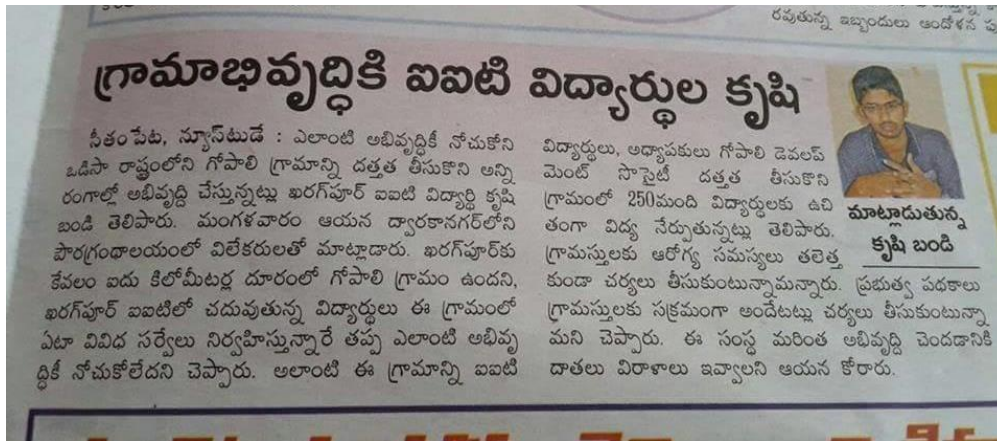 రవుతున్న ఇబ్బందులు ఆందోళన
గ్రామాభివృద్ధికి ఐఐటి విద్యార్థుల కృషి
సీతంపేట, న్యూస్‌టుడే : ఎలాంటి అభివృద్ధికీ నోచుకోని
ఒడిసా రాష్ట్రంలోని గోపాలి గ్రామాన్ని దత్తత తీసుకొని అన్ని
రంగాల్లో అభివృద్ధి చేస్తున్నట్లు ఖరగ్‌పూర్ ఐఐటి విద్యార్థి కృషి
బండి తెలిపారు. మంగళవారం ఆయన ద్వారకానగర్‌లోని
పౌరగ్రంథాలయంలో విలేకరులతో మాట్లాడారు. ఖరగ్‌పూర్‌కు
కేవలం ఐదు కిలోమీటర్ల దూరంలో గోపాలి గ్రామం ఉందని,
ఖరగ్‌పూర్ ఐఐటిలో చదువుతున్న విద్యార్థులు ఈ గ్రామంలో
ఏటా వివిధ సర్వేలు నిర్వహిస్తున్నారే తప్ప ఎలాంటి అభివృ
ద్ధికీ నోచుకోలేదని చెప్పారు. అలాంటి ఈ గ్రామాన్ని ఐఐటి
విద్యార్థులు, అధ్యాపకులు గోపాలి డెవలప్
మెంట్ సొసైటీ దత్తత తీసుకొని
గ్రామంలో 250మంది విద్యార్థులకు ఉచి
తంగా విద్య నేర్పుతున్నట్లు తెలిపారు.
గ్రామస్తులకు ఆరోగ్య సమస్యలు తలెత్త
కుండా చర్యలు తీసుకుంటున్నామన్నారు. ప్రభుత్వ పథకాలు
గ్రామస్తులకు సక్రమంగా అందేటట్లు చర్యలు తీసుకుంటున్నా
మని చెప్పారు. ఈ సంస్థ మరింత అభివృద్ధి చెందడానికి
దాతలు విరాళాలు ఇవ్వాలని ఆయన కోరారు.
మాట్లాడుతున్న
కృషి బండి